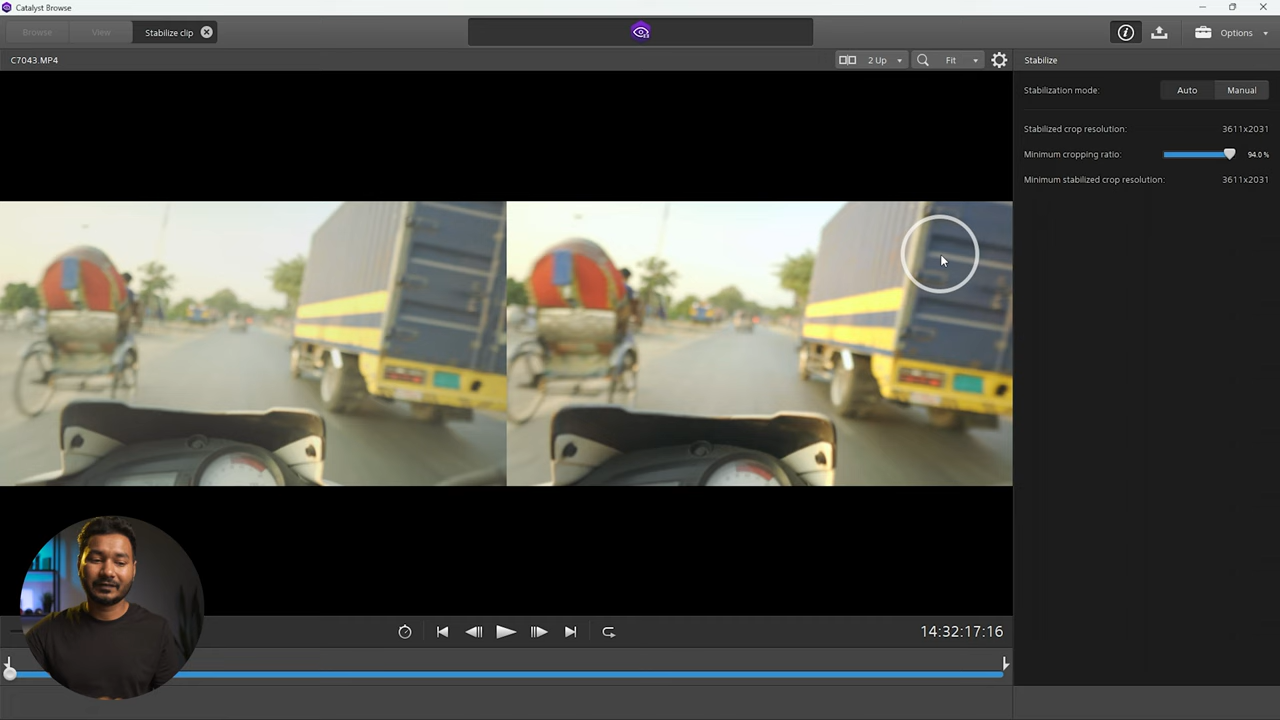 Catalyst Browse
Browse
View
Stabilize clip
Options
C7043.MP4
2 Up
Fit
Stabilize
Stabilization mode:
Auto
Manual
Stabilized crop resolution:
3611x2031
Minimum cropping ratio:
94.0 %
Minimum stabilized crop resolution:
3611x2031
14:32:17:16